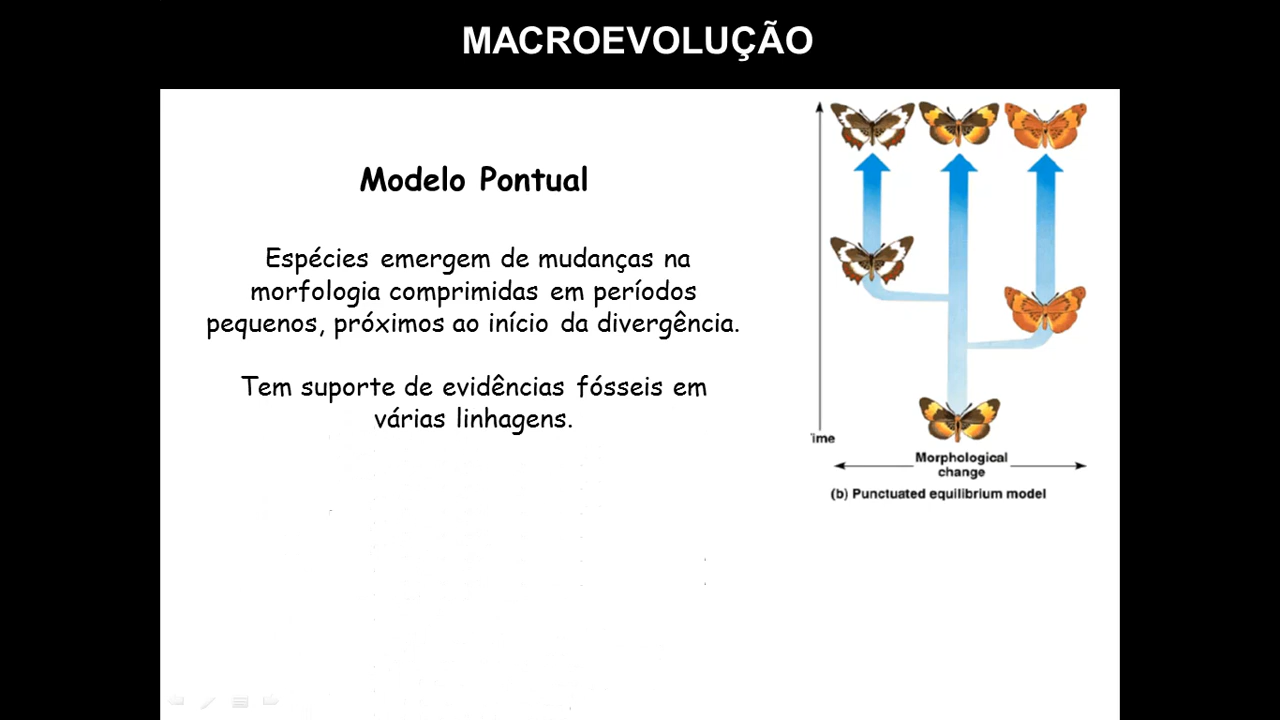 MACROEVOLUÇÃO
Modelo Pontual
Espécies emergem de mudanças na
morfologia comprimidas em períodos
pequenos, próximos ao início da divergência.
Tem suporte de evidências fósseis em
várias linhagens.
ime
Morphological
change
(b) Punctuated equilibrium model